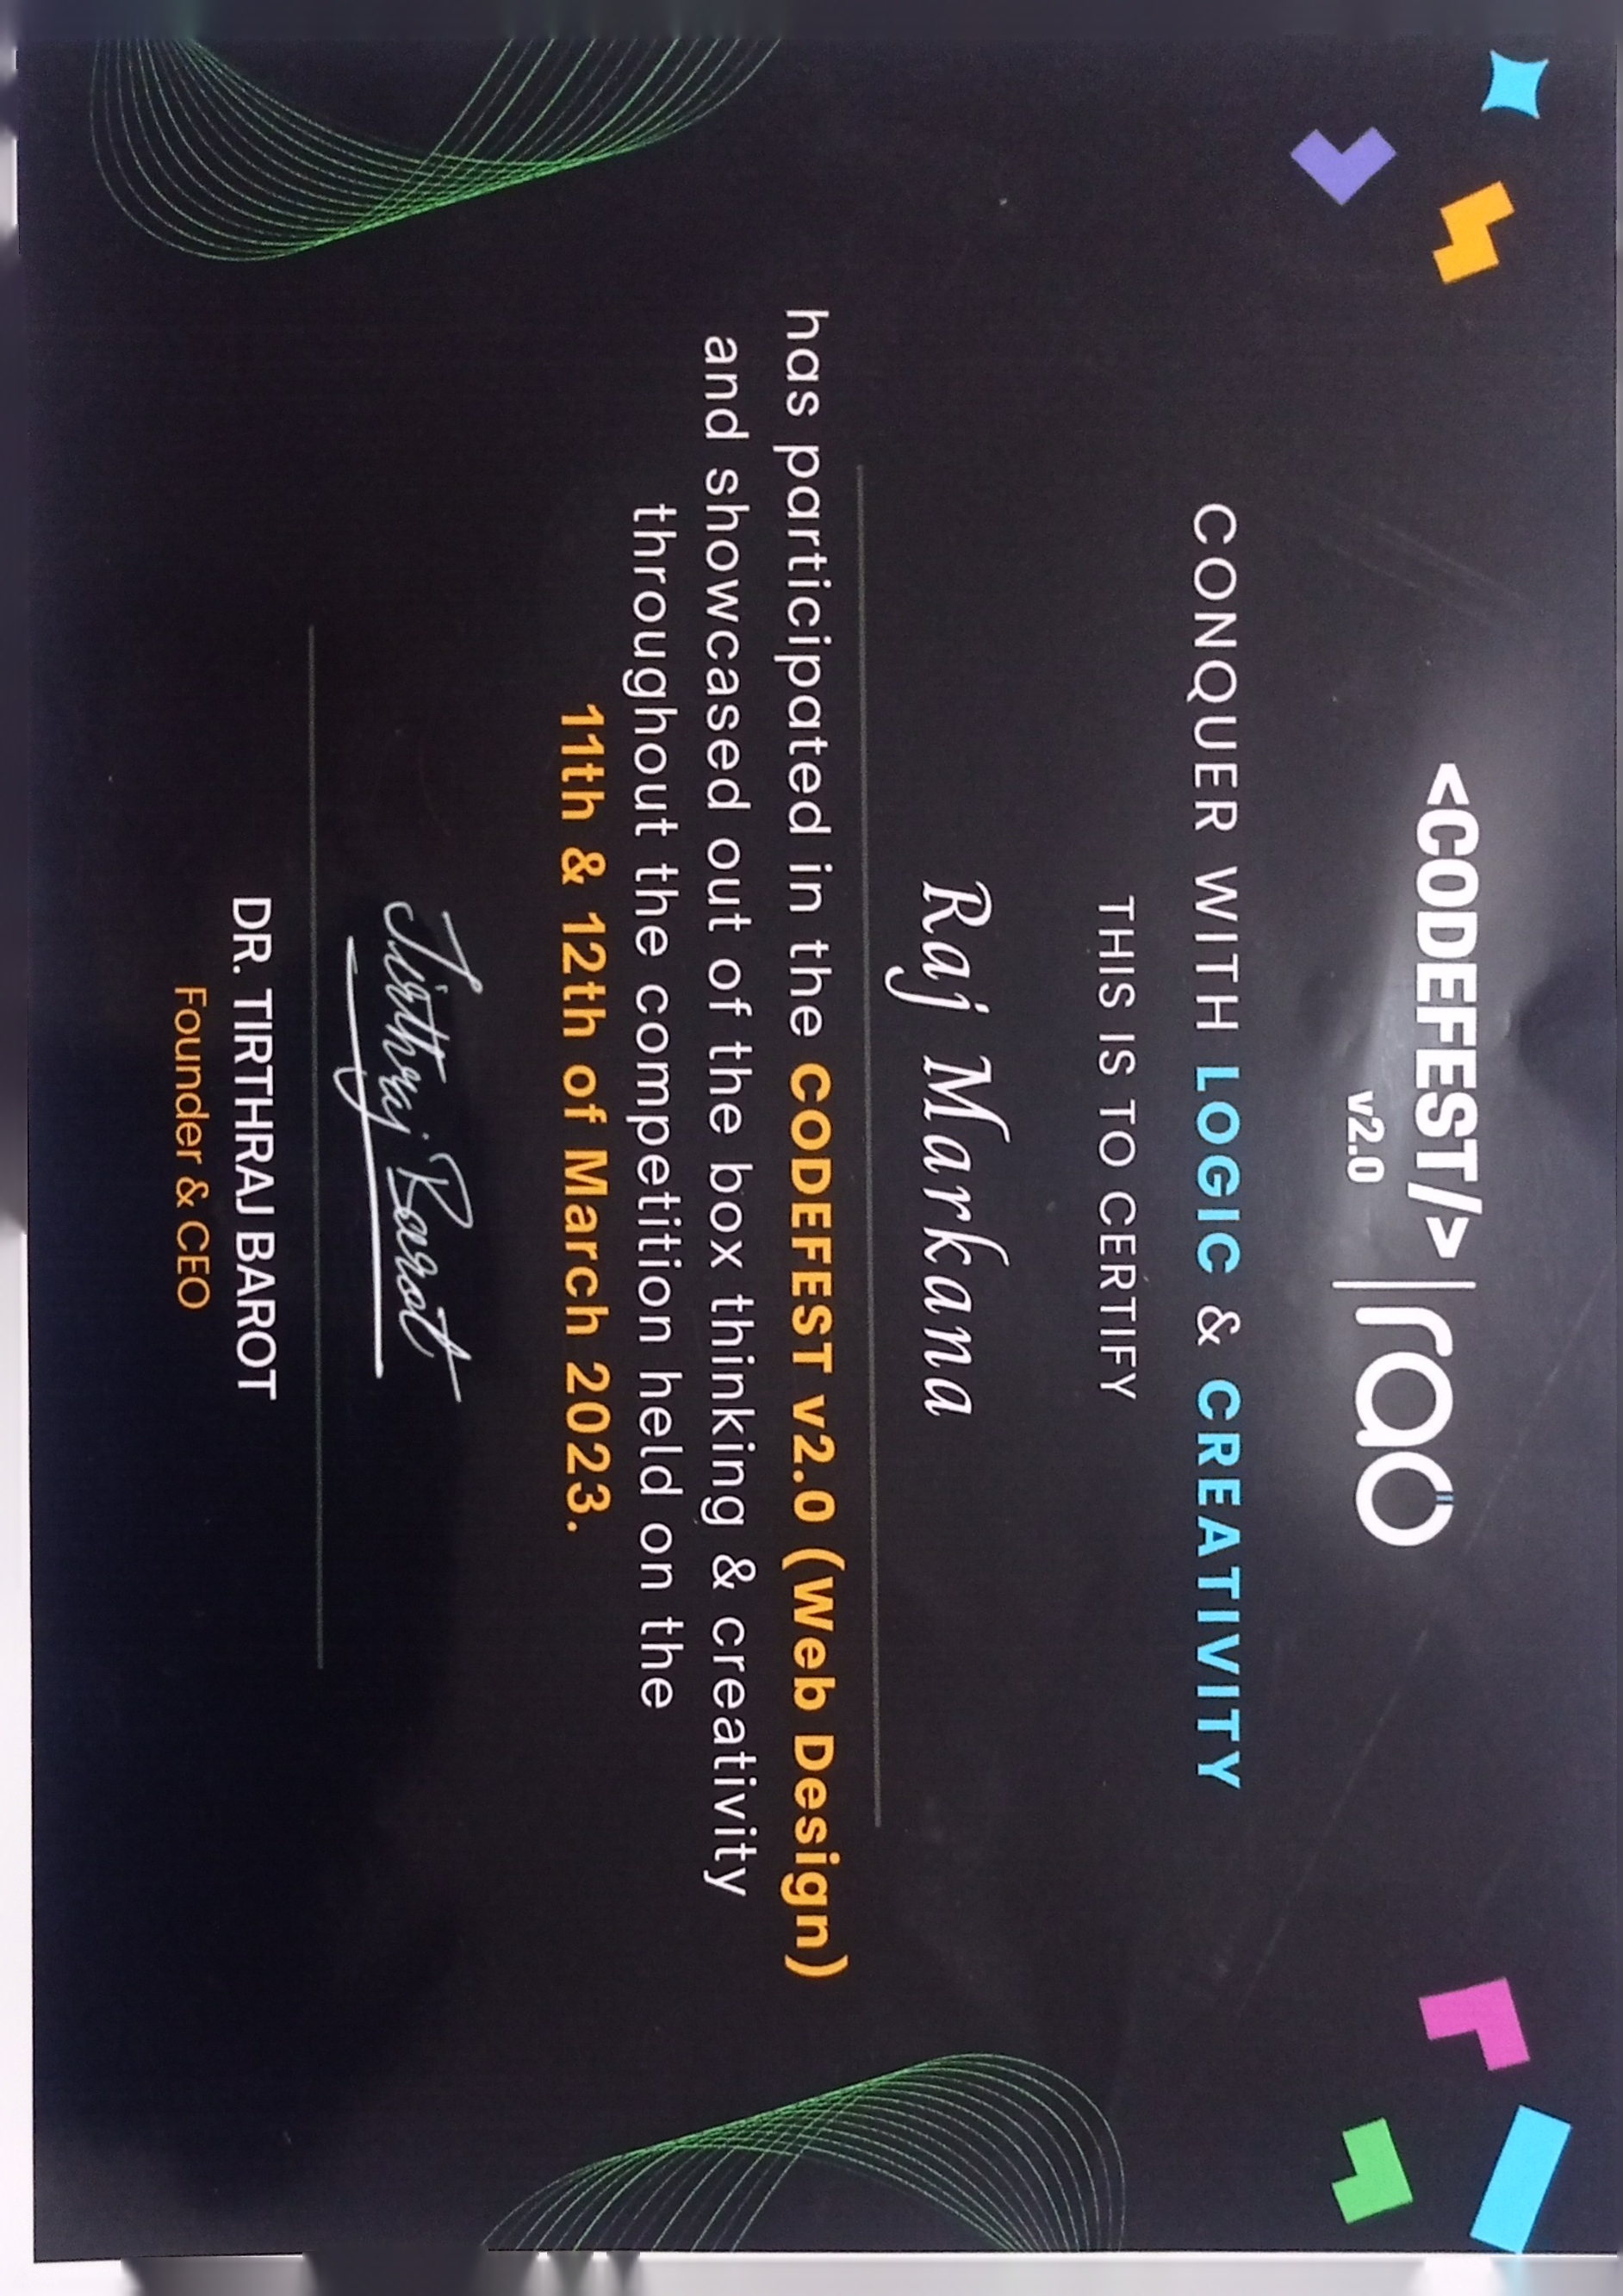 <CODEFEST/>
v2.0
rao
CONQUER WITH LOGIC & CREATIVITY
THIS IS TO CERTIFY
Raj Markana
has participated in the CODEFEST v2.0 (Web Design)
and showcased out of the box thinking & creativity
throughout the competition held on the
11th & 12th of March 2023.
Tirthraj Barot
DR. TIRTHRAJ BAROT
Founder & CEO